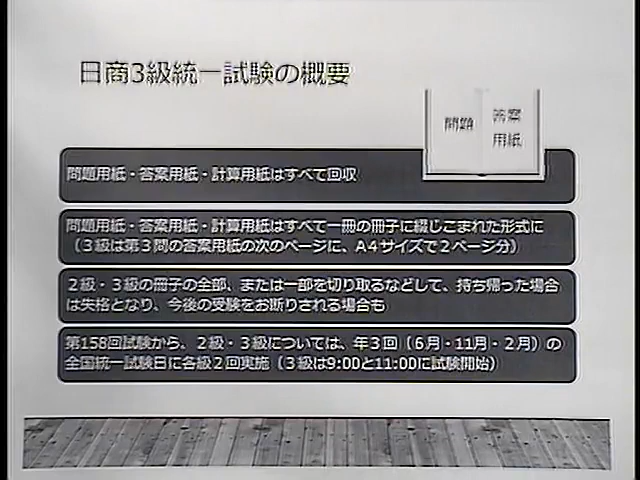 日商3級統一試験の概要
問題
答案
用紙
問題用紙・答案用紙・計算用紙はすべて回収
問題用紙・答案用紙・計算用紙はすべて一冊の冊子に綴じこまれた形式に
（３級は第３問の答案用紙の次のページに、Ａ４サイズで２ページ分）
２級・３級の冊子の全部、または一部を切り取るなどして、持ち帰った場合
は失格となり、今後の受験をお断りされる場合も
第158回試験から、２級・３級については、年３回（６月・11月・２月）の
全国統一試験日に各級２回実施（３級は9:00と11:00に試験開始）